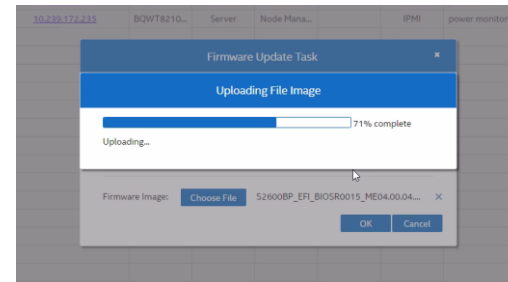 10.239.172.235 BQWT8210... Server Node Mana... IPMI power monitor
Firmware Update Task ×
Uploading File Image
71% complete
Uploading...
Firmware Image: Choose File S2600BP_EFI_BIOSR0015_ME04.00.04.... ×
OK Cancel